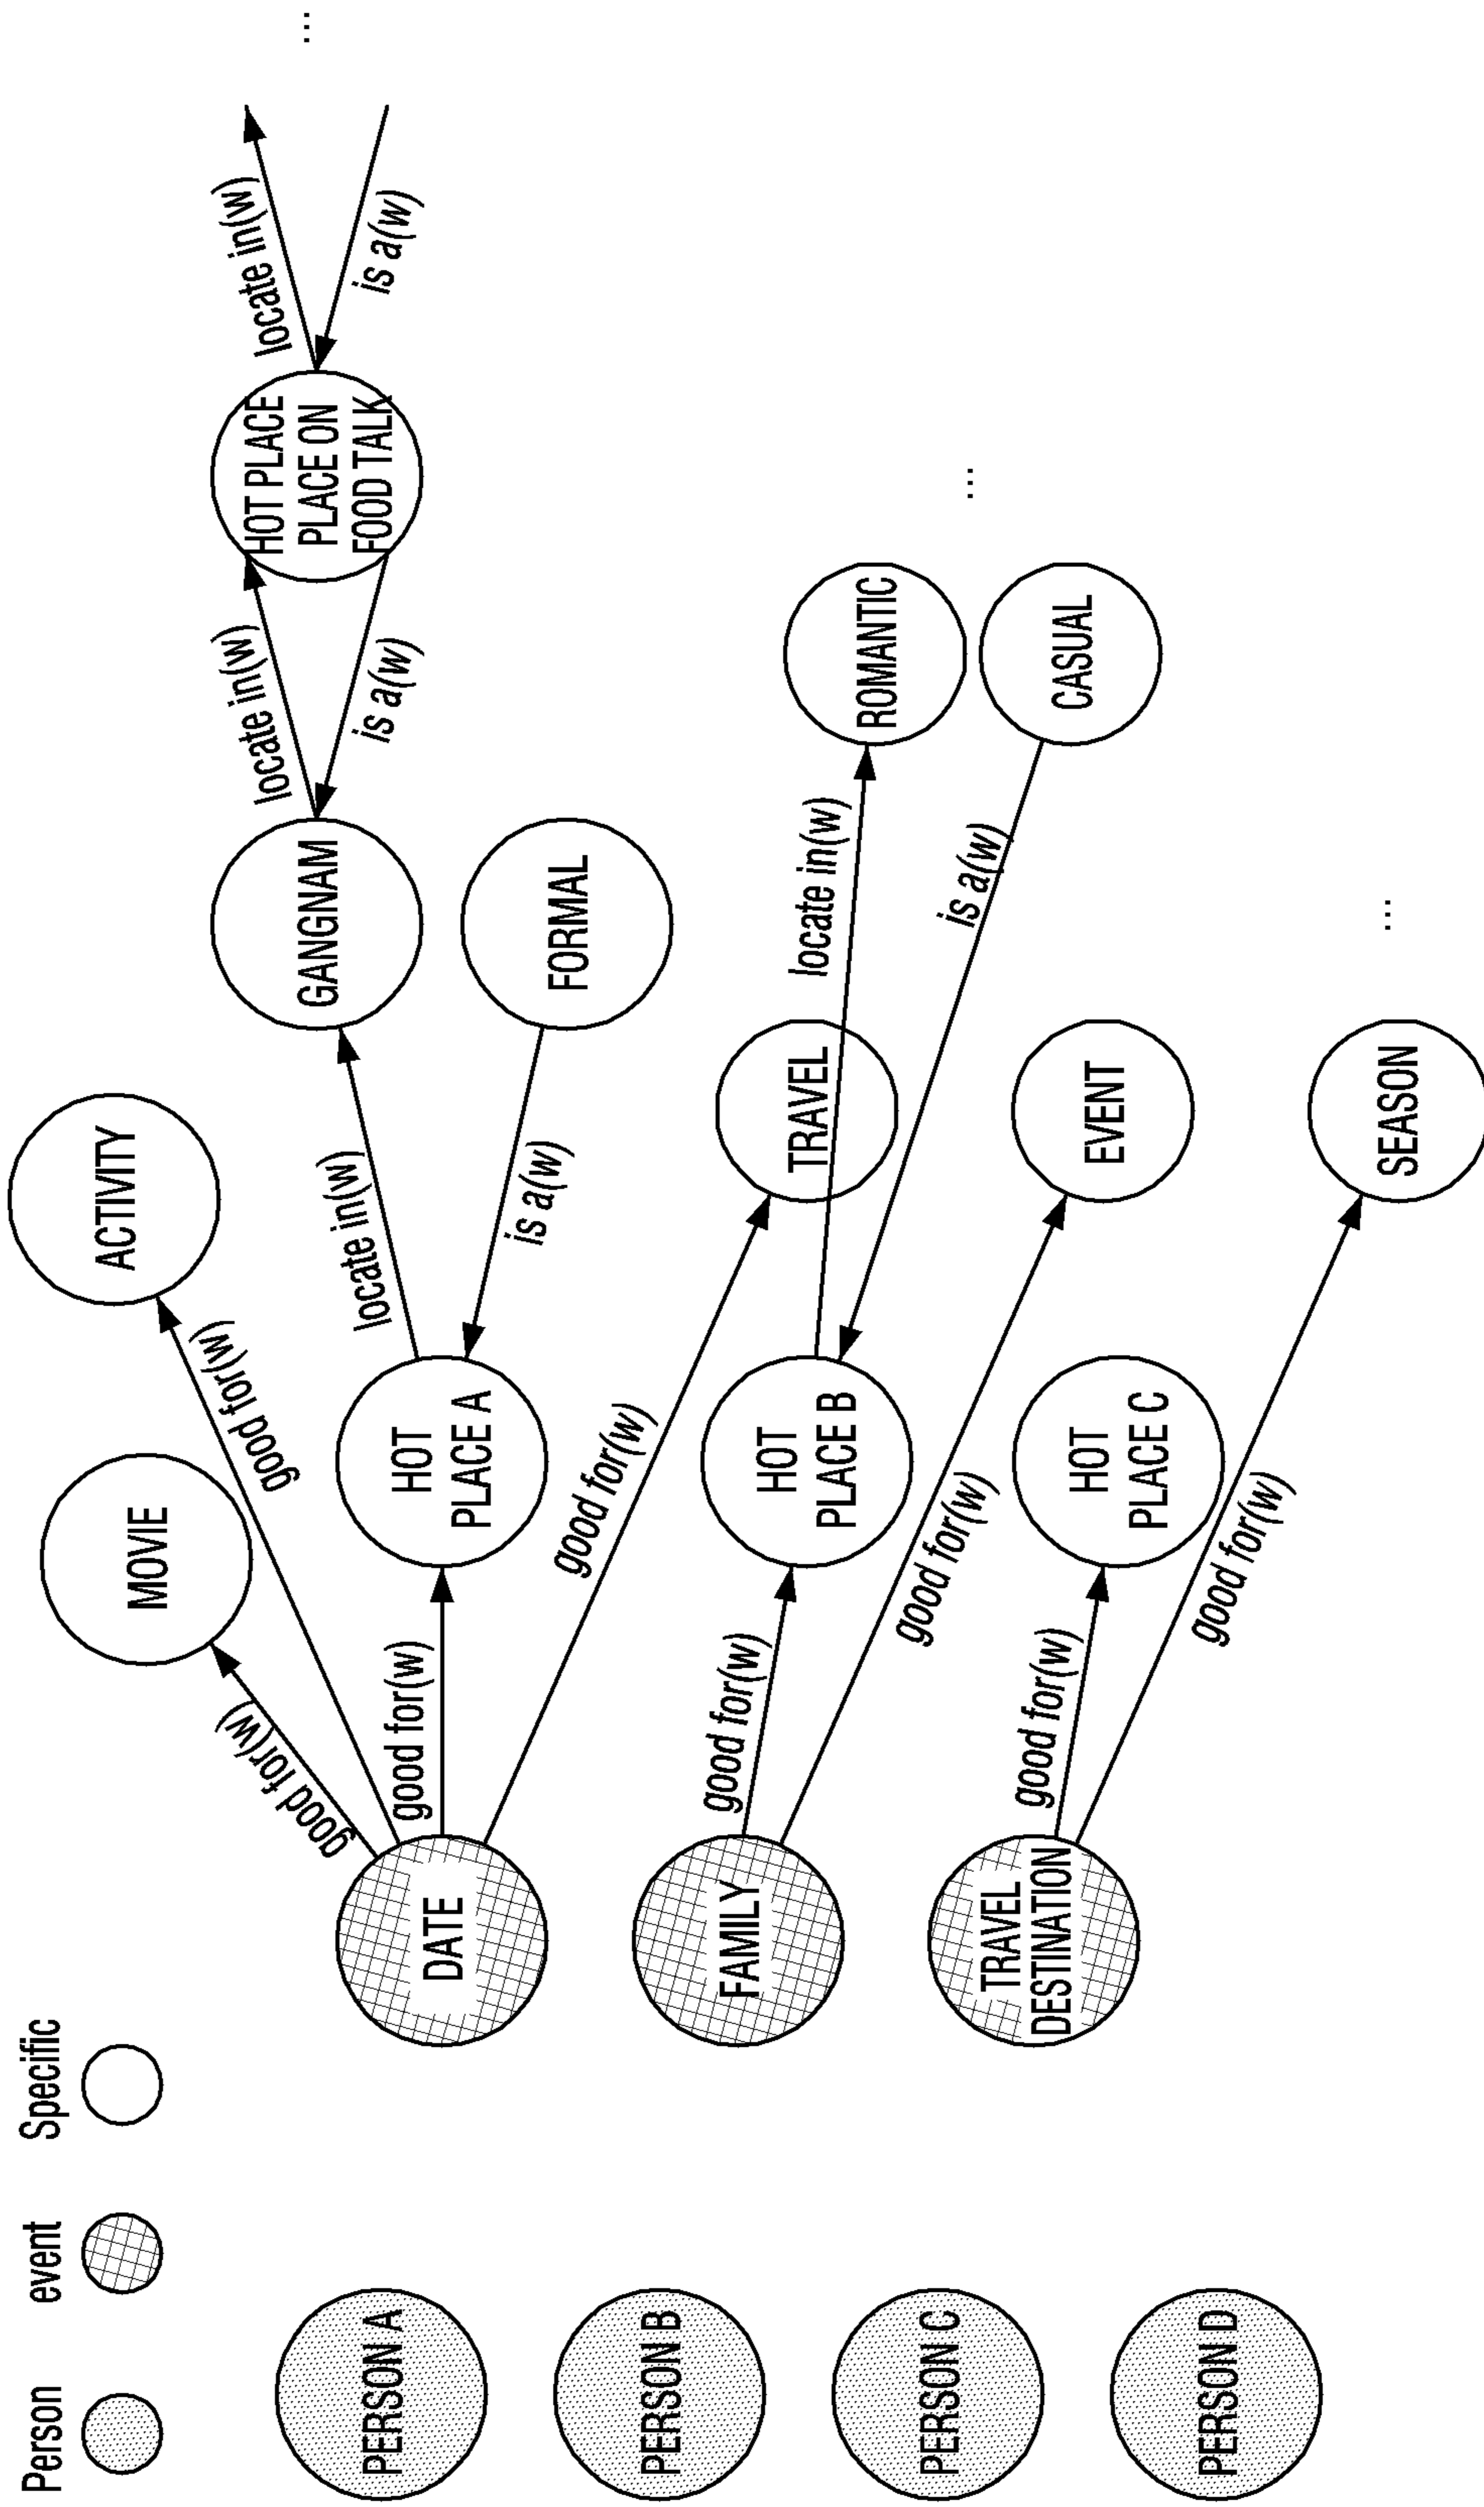 Person
event
Specific
PERSON A
PERSON B
PERSON C
PERSON D
DATE
FAMILY
TRAVEL
DESTINATION
good for(w)
good for(w)
good for(w)
good for(w)
good for(w)
good for(w)
good for(w)
good for(w)
MOVIE
ACTIVITY
HOT
PLACE A
HOT
PLACE B
HOT
PLACE C
TRAVEL
EVENT
SEASON
locate in(w)
is a(w)
GANGNAM
FORMAL
locate in(w)
is a(w)
ROMANTIC
CASUAL
locate in(w)
is a(w)
HOT PLACE
PLACE ON
FOOD TALK
locate in(w)
is a(w)
...
...
...